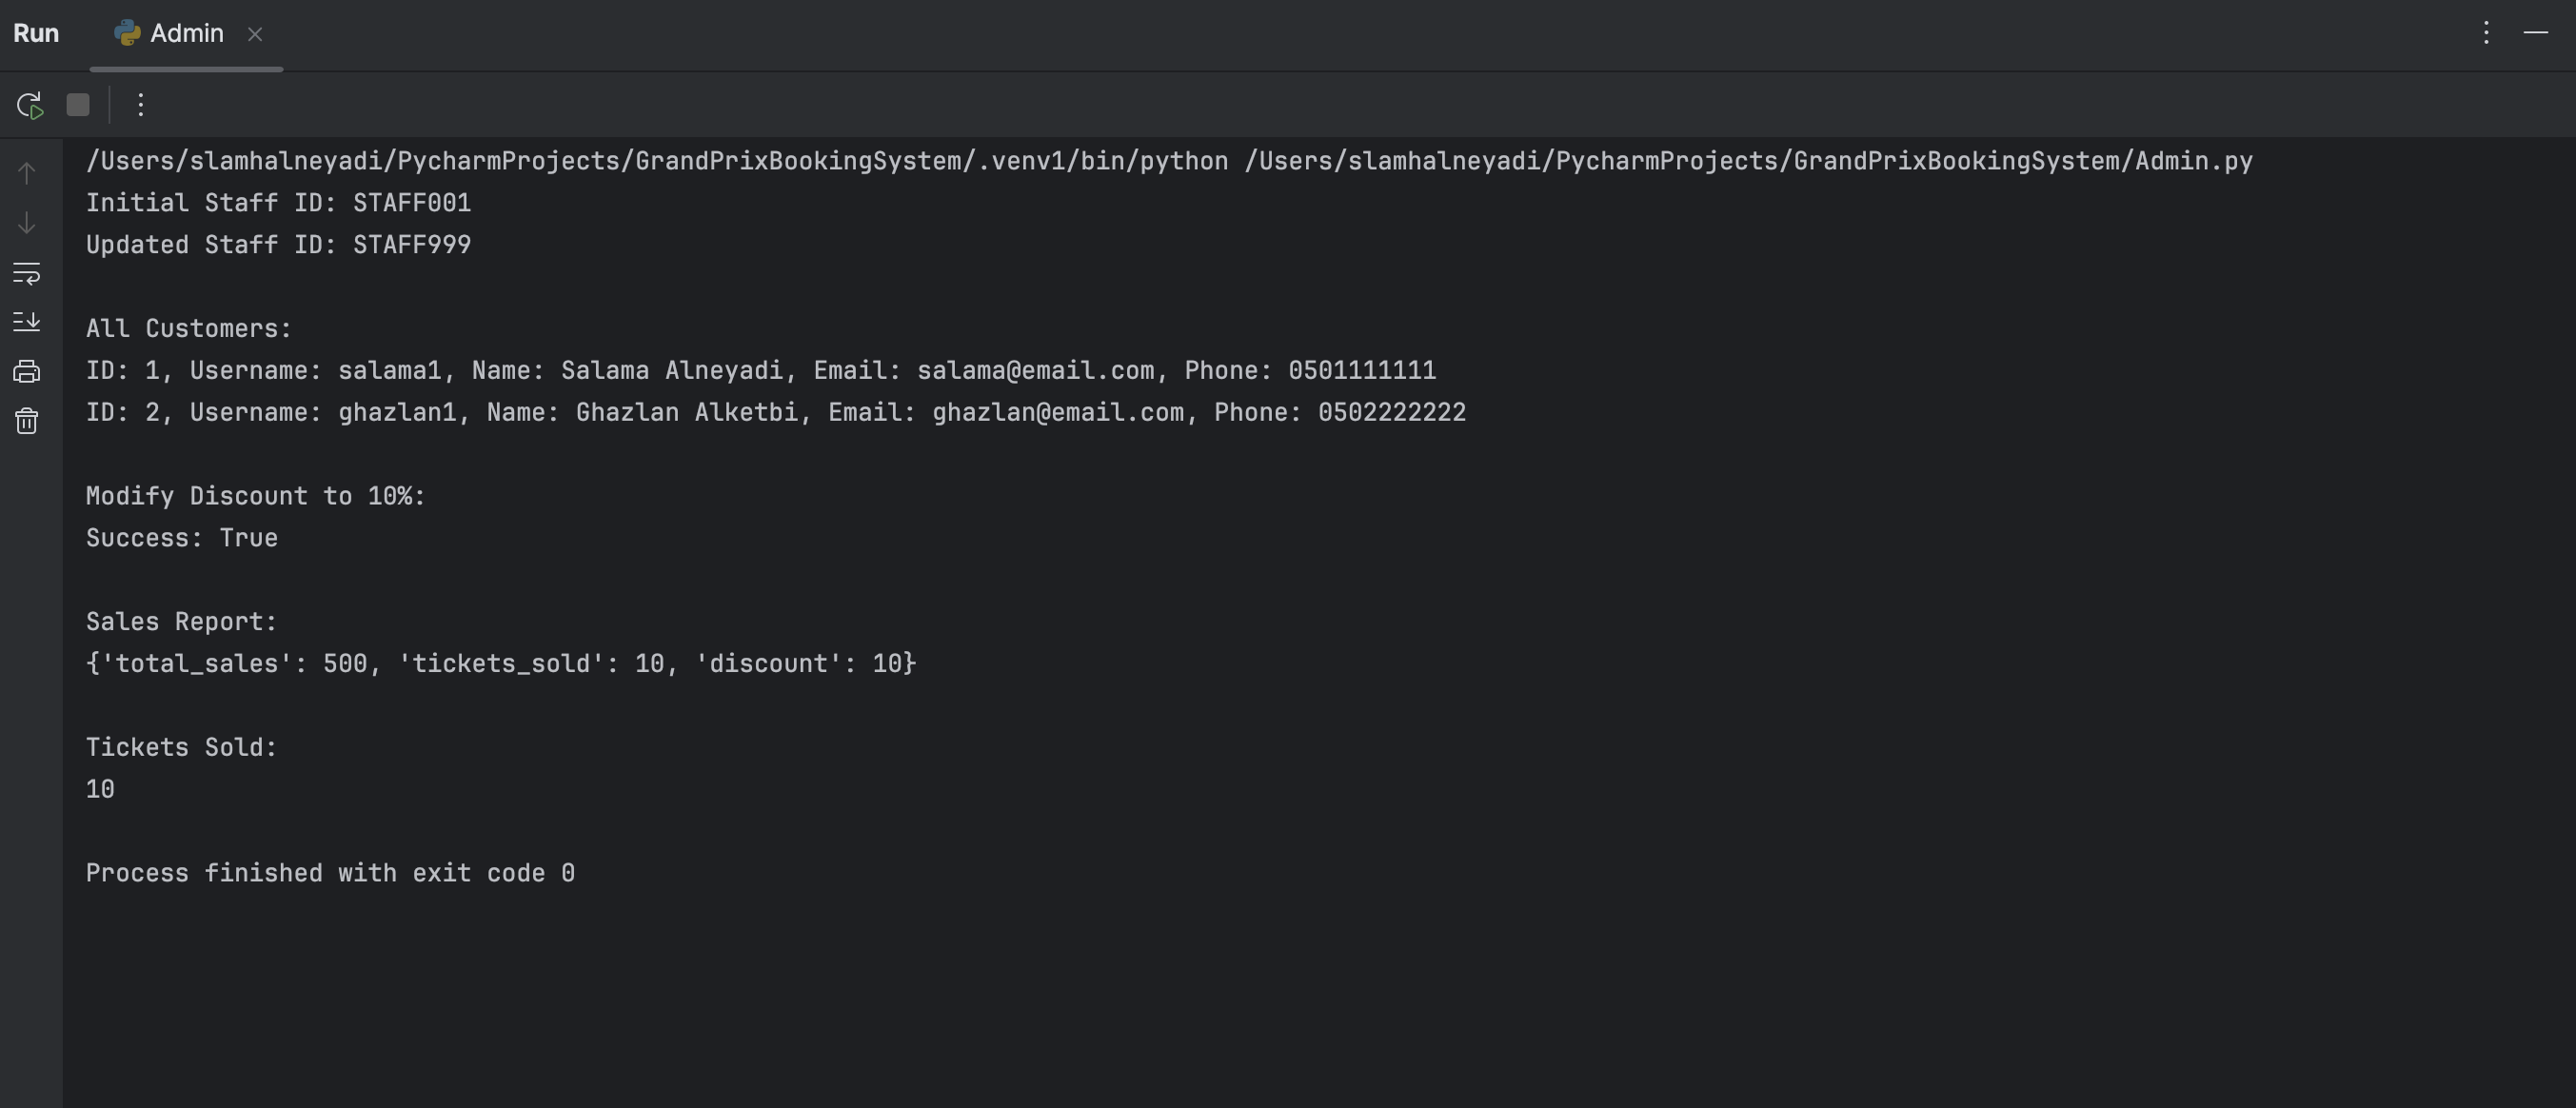 Run Admin
/Users/slamhalneyadi/PycharmProjects/GrandPrixBookingSystem/.venv1/bin/python /Users/slamhalneyadi/PycharmProjects/GrandPrixBookingSystem/Admin.py
Initial Staff ID: STAFF001
Updated Staff ID: STAFF999
All Customers:
ID: 1, Username: salama1, Name: Salama Alneyadi, Email: salama@email.com, Phone: 0501111111
ID: 2, Username: ghazlan1, Name: Ghazlan Alketbi, Email: ghazlan@email.com, Phone: 0502222222
Modify Discount to 10%:
Success: True
Sales Report:
{'total_sales': 500, 'tickets_sold': 10, 'discount': 10}
Tickets Sold:
10
Process finished with exit code 0